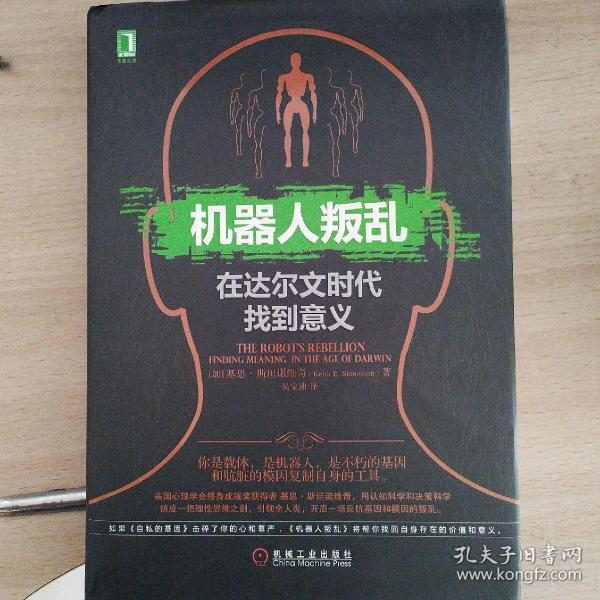 机器人叛乱
在达尔文时代
找到意义
THE ROBOT'S REBELLION
FINDING MEANING IN THE AGE OF DARWIN
[加]基思·斯坦诺维奇（Keith E. Stanovich）著
吴宝沛 译
你是载体，是机器人，是不朽的基因
和肮脏的模因复制自身的工具。
美国心理学会终身成就奖获得者 基思·斯坦诺维奇，用认知科学和决策科学
铸成一把理性思维之剑，引领全人类，开启一场反抗基因和模因的叛乱。
如果《自私的基因》击碎了你的心和尊严，《机器人叛乱》将帮你找回自身存在的价值和意义。
机械工业出版社
China Machine Press
孔夫子旧书网
www.kongfz.com